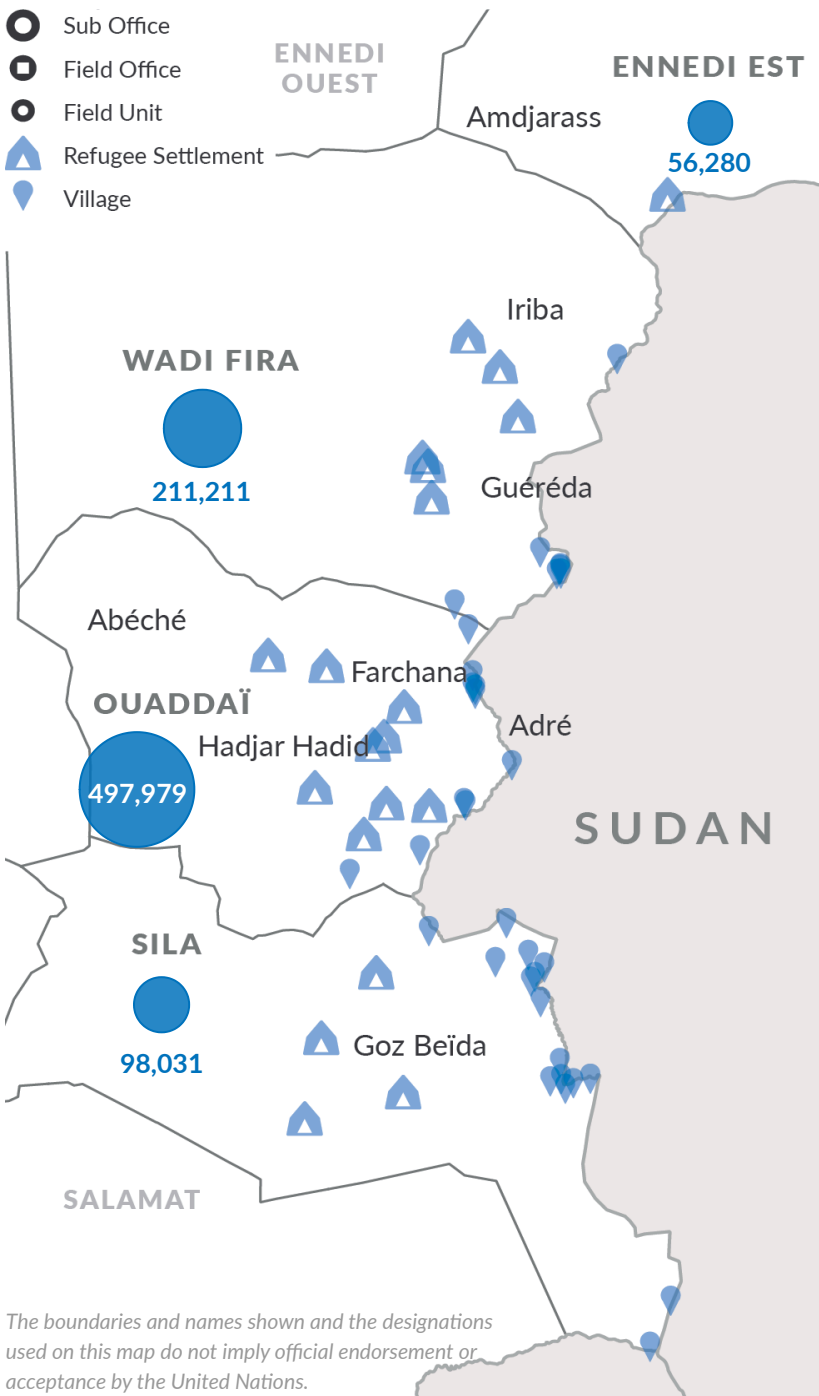 Sub Office
Field Office
Field Unit
Refugee Settlement
Village
ENNEDI
OUEST
ENNEDI EST
Amdjarass
56,280
Iriba
WADI FIRA
211,211
Guéréda
Abéché
Farchana
OUADDAÏ
Adré
Hadjar Hadid
497,979
SUDAN
SILA
98,031
Goz Beïda
SALAMAT
The boundaries and names shown and the designations
used on this map do not imply official endorsement or
acceptance by the United Nations.